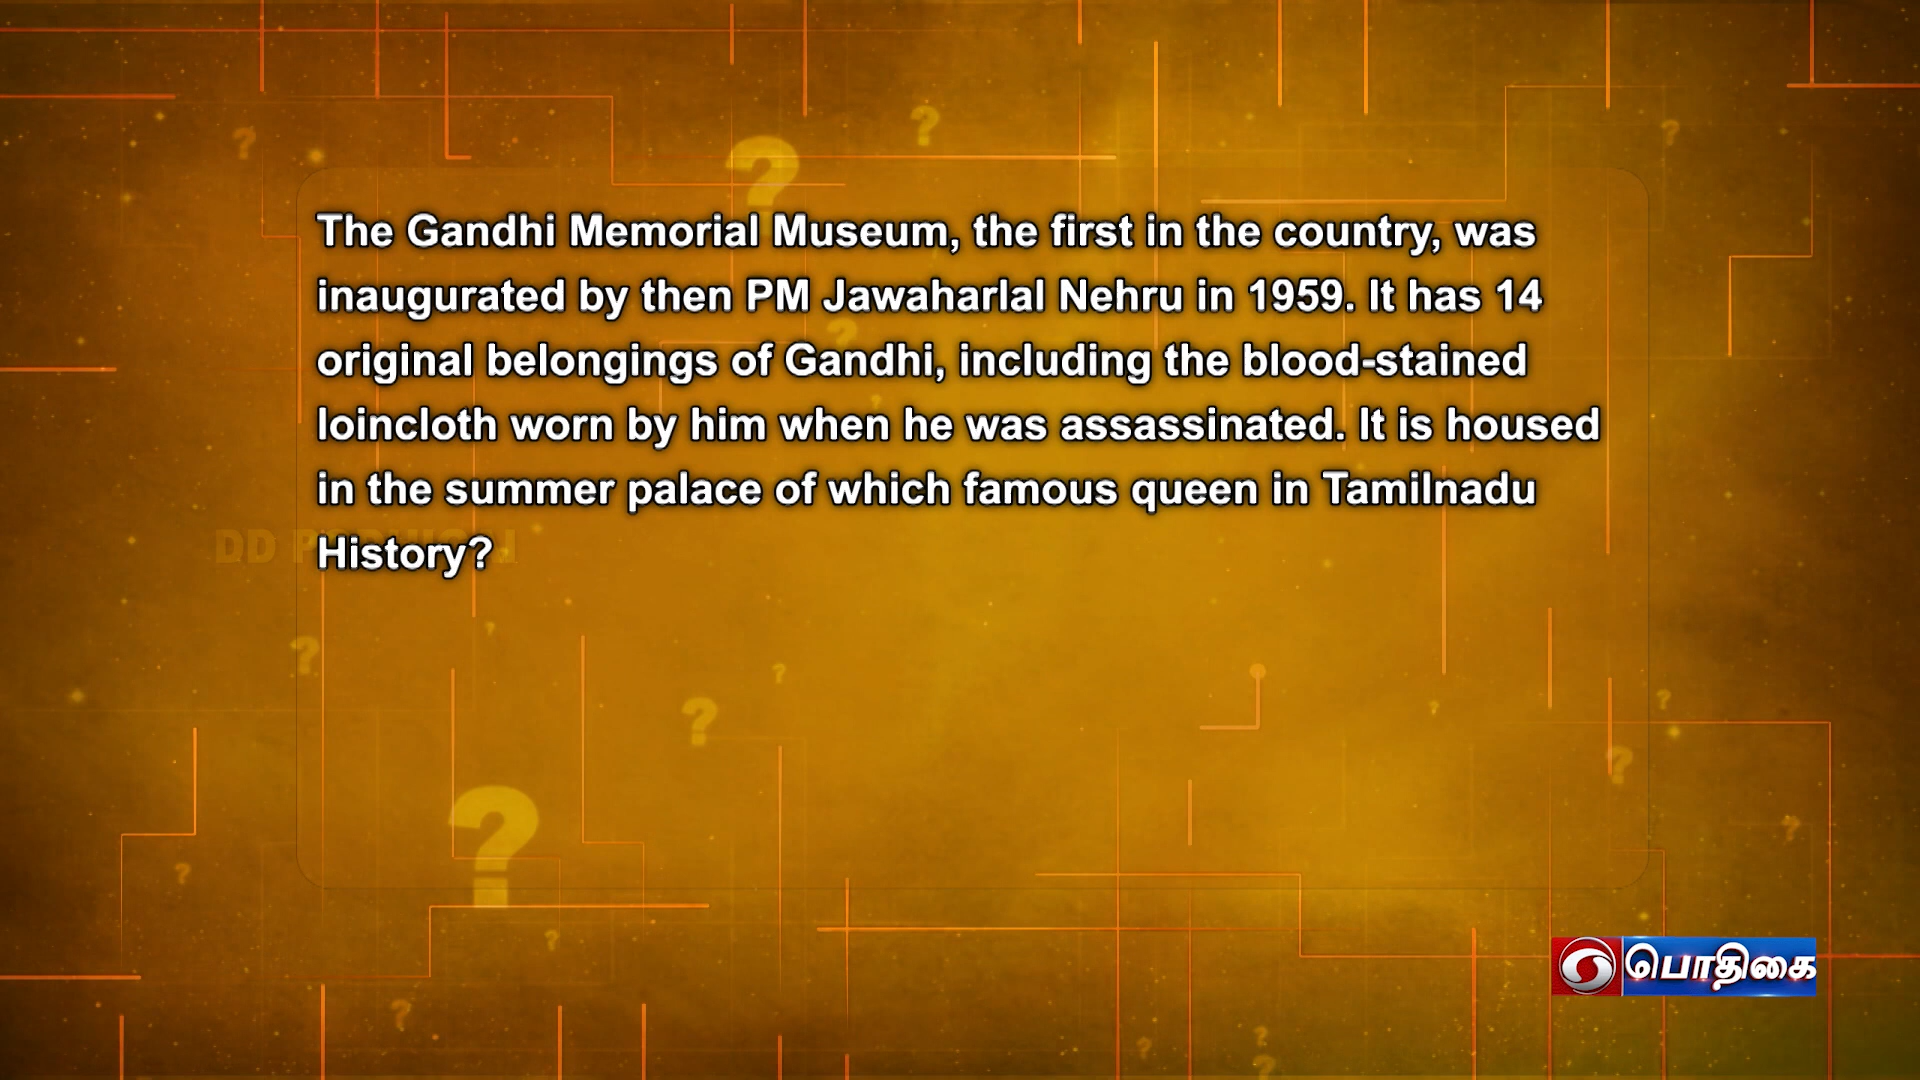 The Gandhi Memorial Museum, the first in the country, was
inaugurated by then PM Jawaharlal Nehru in 1959. It has 14
original belongings of Gandhi, including the blood-stained
loincloth worn by him when he was assassinated. It is housed
in the summer palace of which famous queen in Tamilnadu
History?
DD
பொதிகை